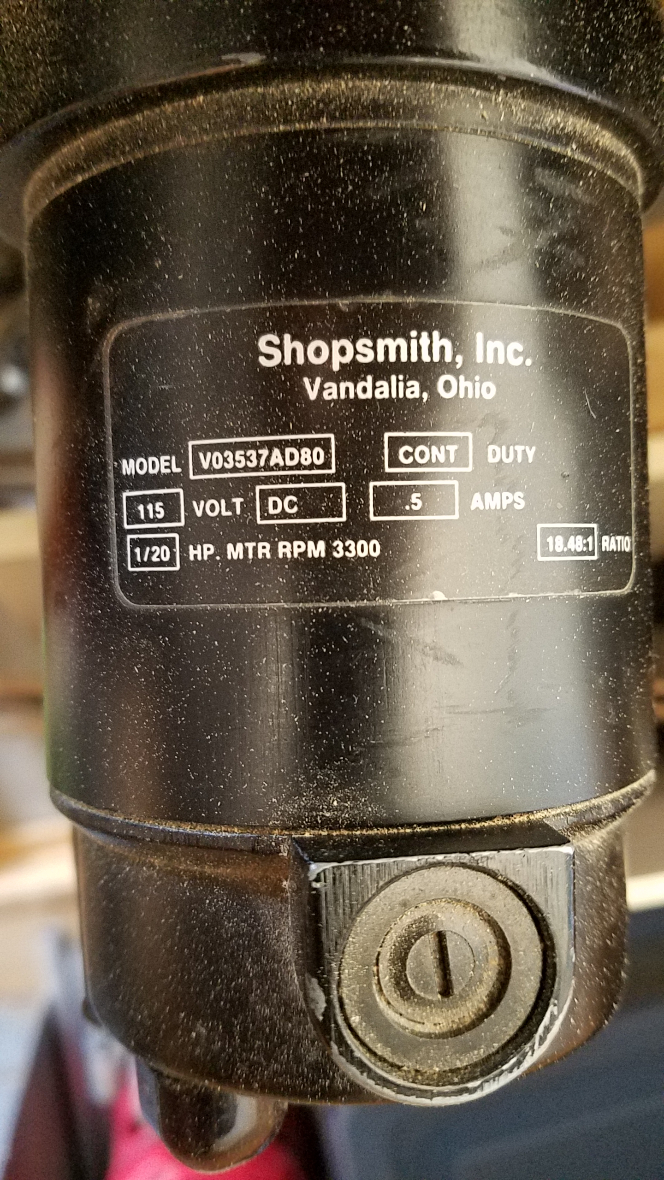 Shopsmith, Inc.
Vandalia, Ohio
MODEL V03537AD80 CONT DUTY
115 VOLT DC .5 AMPS
1/20 HP. MTR RPM 3300 18.48:1 RATIO